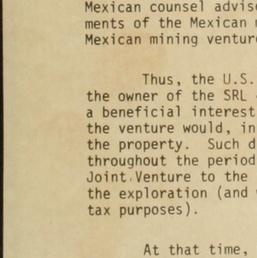 Mexican counsel advis
ments of the Mexican
Mexican mining ventur
Thus, the U.S.
the owner of the SRL
a beneficial interest
the venture would, in
the property. Such d
throughout the period
Joint Venture to the
the exploration (and
tax purposes).
At that time,